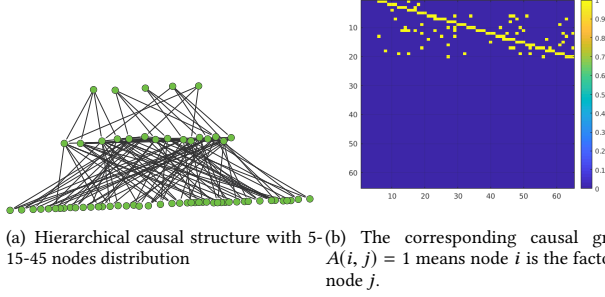 10
20
30
40
50
60
10 20 30 40 50 60
1
0.9
0.8
0.7
0.6
0.5
0.4
0.3
0.2
0.1
0
(a) Hierarchical causal structure with 5-
15-45 nodes distribution
(b) The corresponding causal gr
A(i, j) = 1 means node i is the facto
node j.